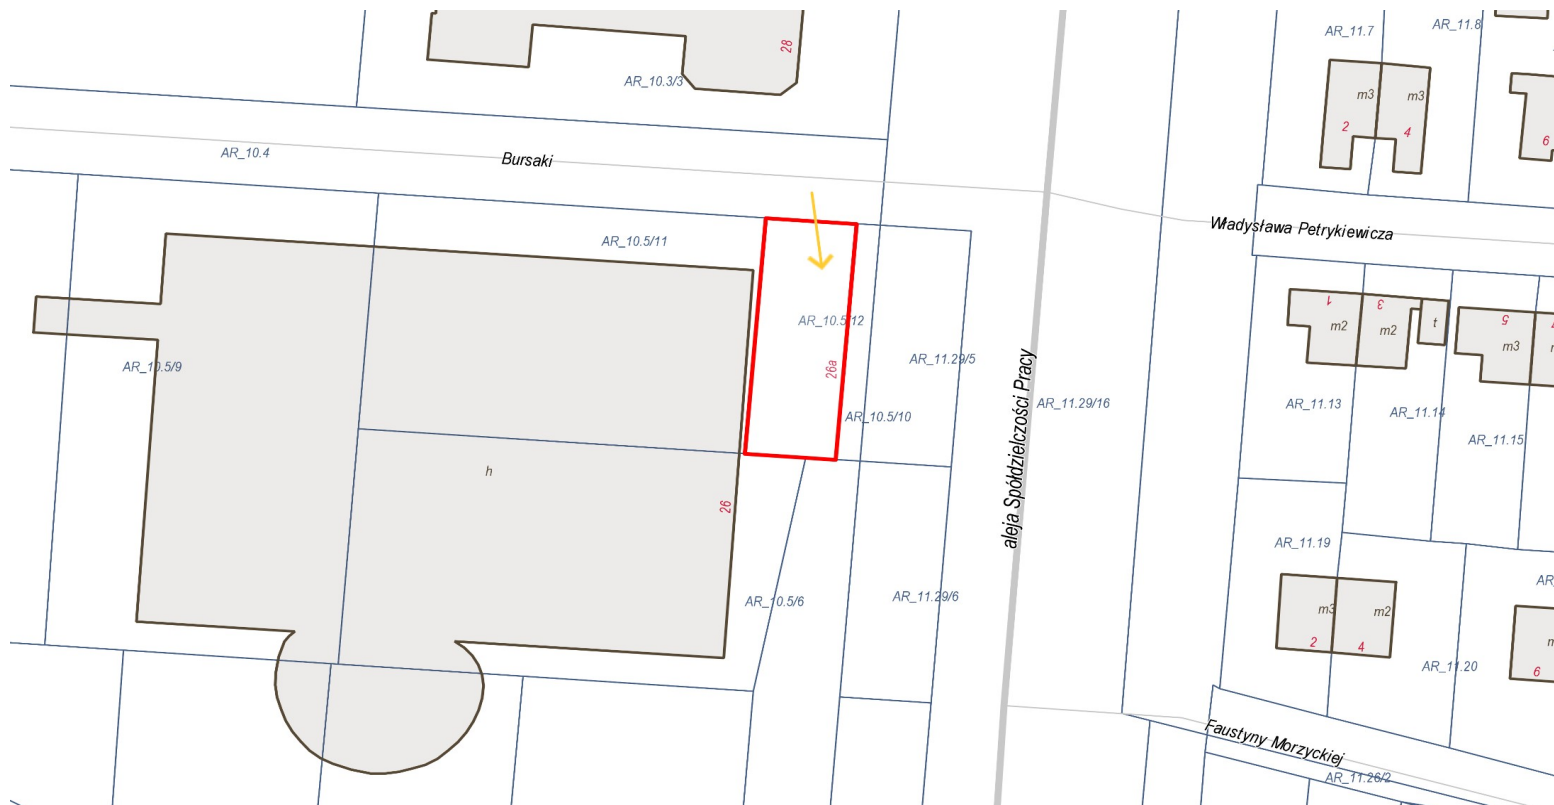 AR_11.7
AR_11.8
28
AR_10.3/3
m3
m3
2
4
6
AR_10.4
Bursaki
Władysława Petrykiewicza
AR_10.5/11
AR_10.5/12
1
3
m2
m2
t
5
m3
AR_10.5/9
26a
AR_11.29/5
AR_10.5/10
aleja Spółdzielczości Pracy
AR_11.29/16
AR_11.13
AR_11.14
AR_11.15
h
26
AR_11.19
AR_10.5/6
AR_11.29/6
m3
m2
2
4
AR_11.20
6
Faustyny Morzyckiej
AR_11.26/2